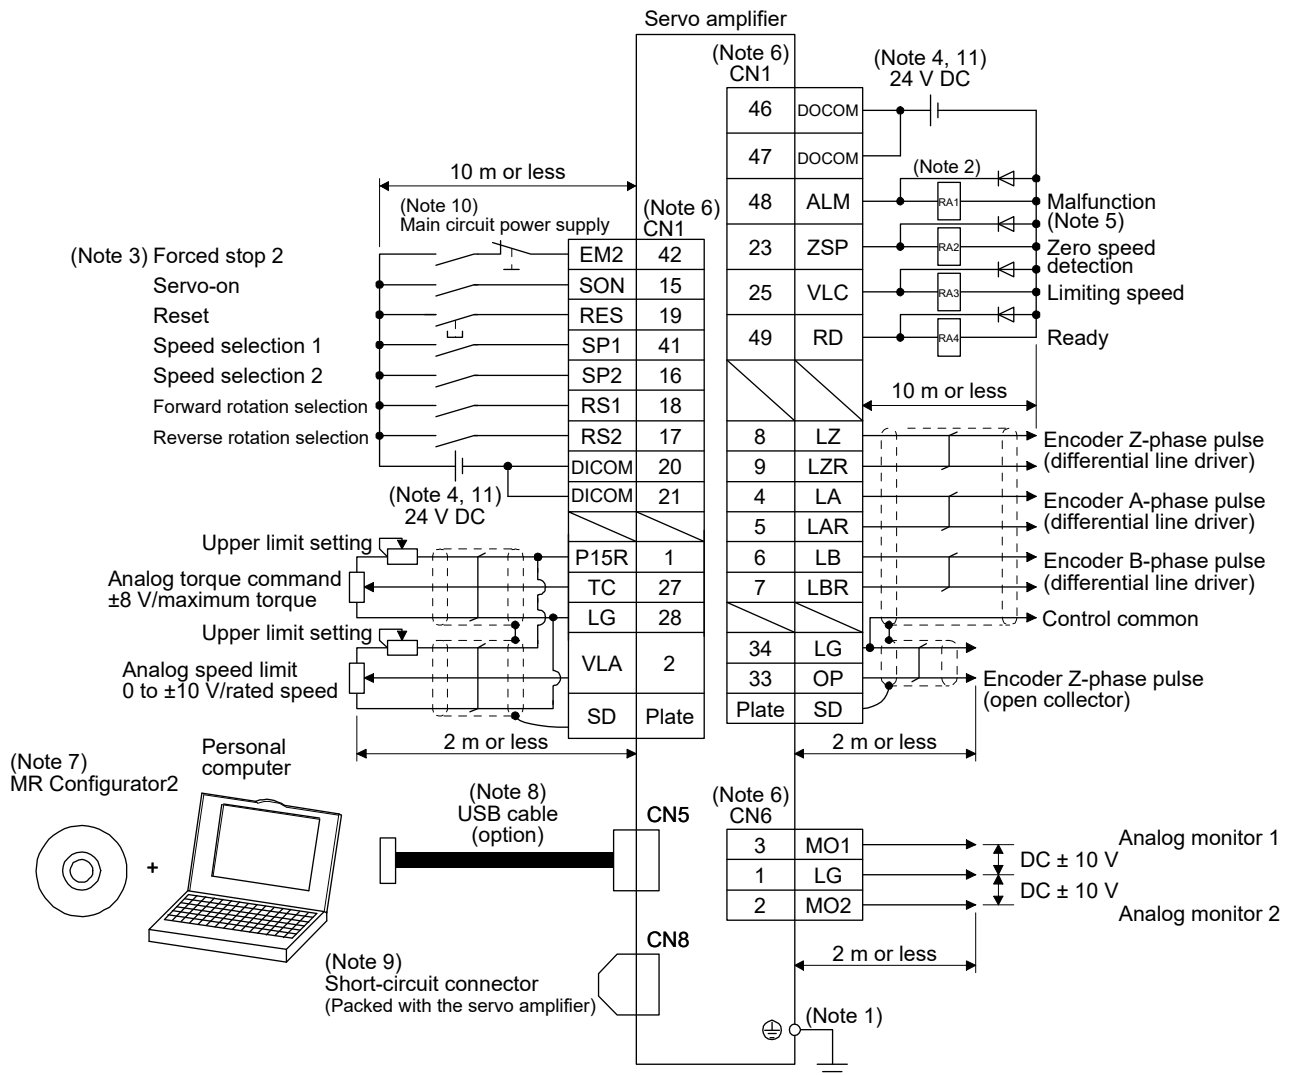 Servo amplifier
(Note 6)
CN1
(Note 4, 11)
24 V DC
46 DOCOM
47 DOCOM
(Note 2)
48 ALM RA1 Malfunction
(Note 5)
23 ZSP RA2 Zero speed
detection
25 VLC RA3 Limiting speed
49 RD RA4 Ready
10 m or less
10 m or less
(Note 10)
Main circuit power supply
(Note 6)
CN1
(Note 3) Forced stop 2 EM2 42
Servo-on SON 15
Reset RES 19
Speed selection 1 SP1 41
Speed selection 2 SP2 16
Forward rotation selection RS1 18
Reverse rotation selection RS2 17
DICOM 20
DICOM 21
(Note 4, 11)
24 V DC
Upper limit setting
P15R 1
Analog torque command
±8 V/maximum torque
TC 27
LG 28
Upper limit setting
Analog speed limit
0 to ±10 V/rated speed
VLA 2
SD Plate
2 m or less
8 LZ
9 LZR
Encoder Z-phase pulse
(differential line driver)
4 LA
5 LAR
Encoder A-phase pulse
(differential line driver)
6 LB
7 LBR
Encoder B-phase pulse
(differential line driver)
Control common
34 LG
33 OP
Encoder Z-phase pulse
(open collector)
Plate SD
2 m or less
(Note 7)
MR Configurator2
Personal
computer
+
(Note 8)
USB cable
(option)
CN5
(Note 6)
CN6
3 MO1 Analog monitor 1
DC ± 10 V
1 LG
DC ± 10 V
2 MO2 Analog monitor 2
2 m or less
CN8
(Note 9)
Short-circuit connector
(Packed with the servo amplifier)
(Note 1)